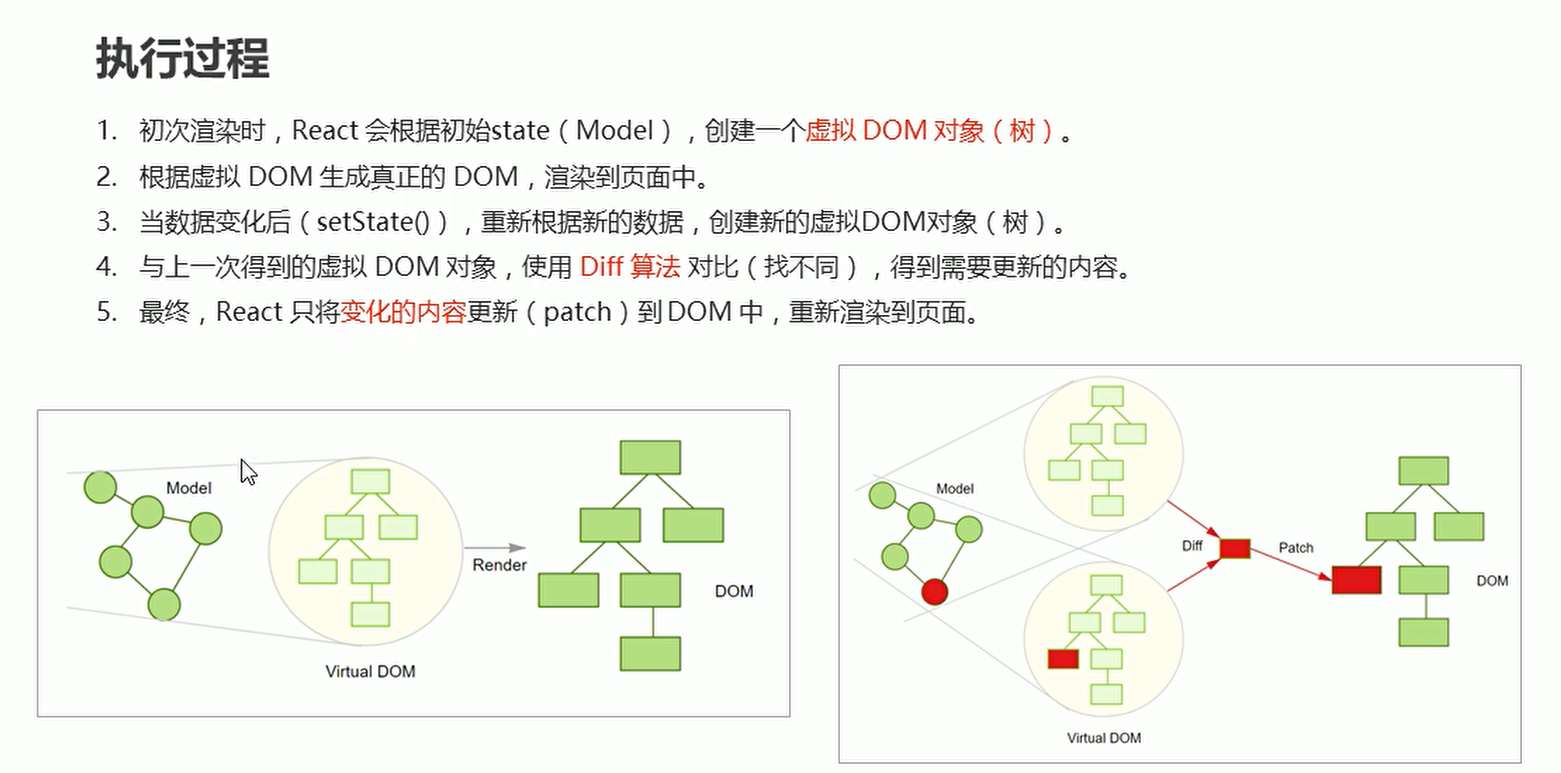 执行过程
1. 初次渲染时，React 会根据初始state（Model），创建一个虚拟 DOM 对象（树）。
2. 根据虚拟 DOM 生成真正的 DOM，渲染到页面中。
3. 当数据变化后（setState()），重新根据新的数据，创建新的虚拟DOM对象（树）。
4. 与上一次得到的虚拟 DOM 对象，使用 Diff 算法 对比（找不同），得到需要更新的内容。
5. 最终，React 只将变化的内容更新（patch）到 DOM 中，重新渲染到页面。
Model
Render
DOM
Virtual DOM
Model
Diff
Patch
DOM
Virtual DOM